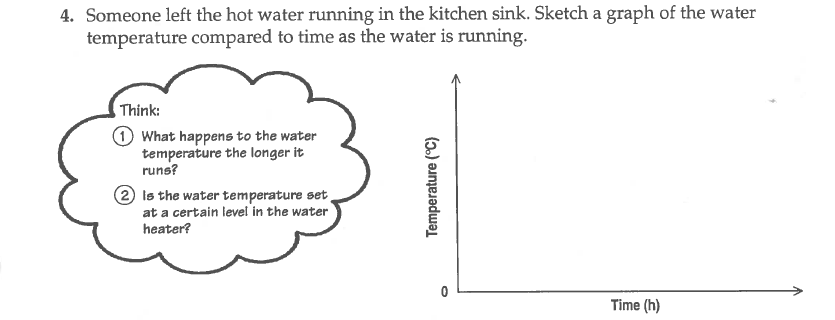 4. Someone left the hot water running in the kitchen sink. Sketch a graph of the water
temperature compared to time as the water is running.
Think:
① What happens to the water
temperature the longer it
runs?
② Is the water temperature set
at a certain level in the water
heater?
Temperature (°C)
0
Time (h)